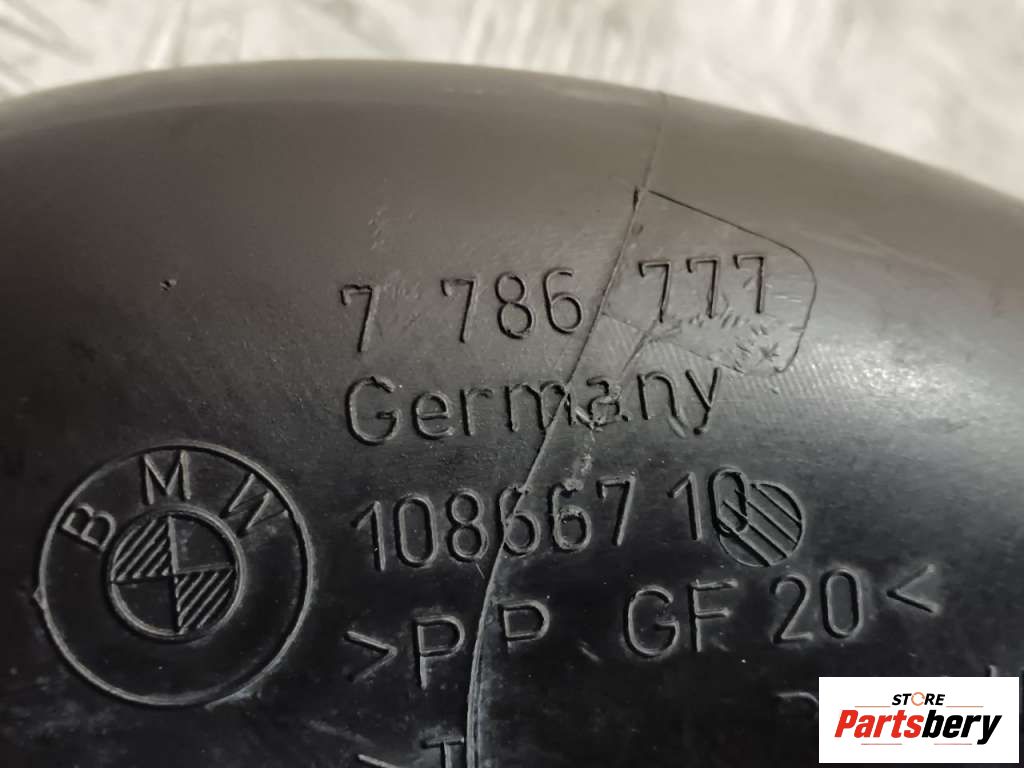 7 786 777
Germany
BMW
108667 10
>PP GF 20<
STORE
Partsbery